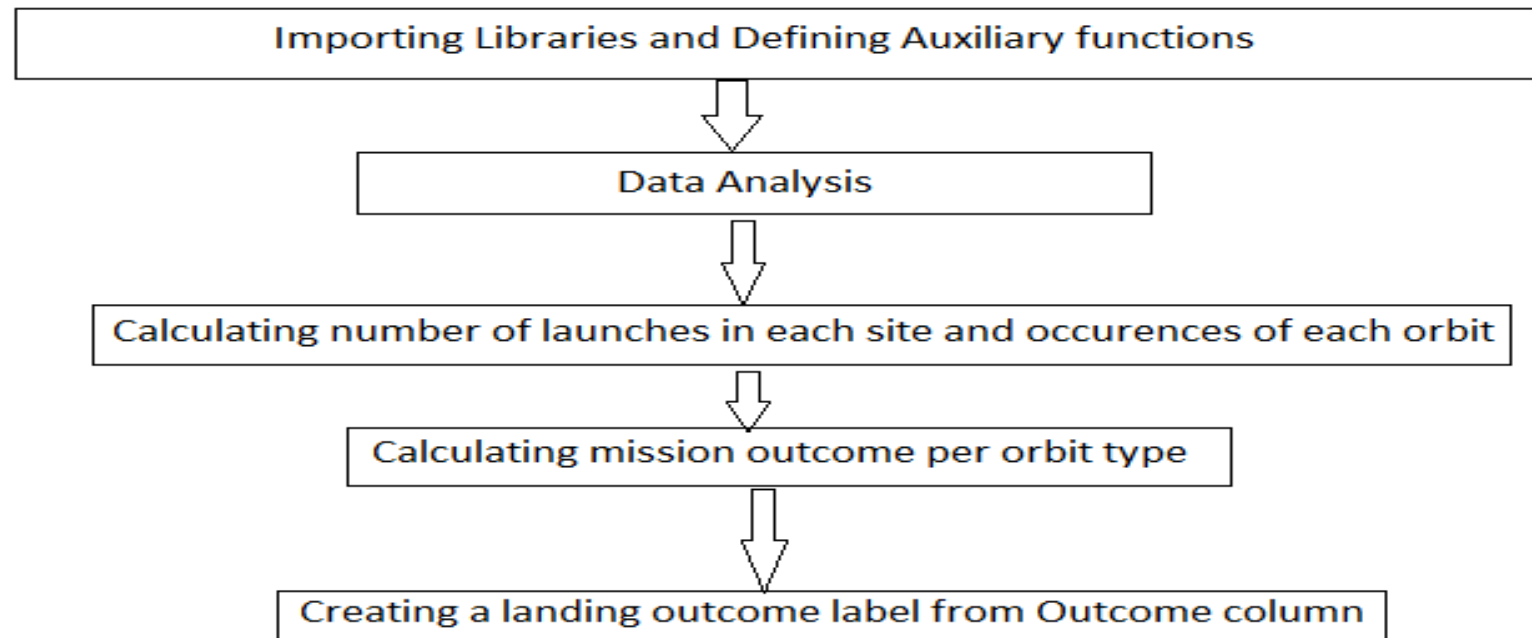 Importing Libraries and Defining Auxiliary functions
Data Analysis
Calculating number of launches in each site and occurences of each orbit
Calculating mission outcome per orbit type
Creating a landing outcome label from Outcome column